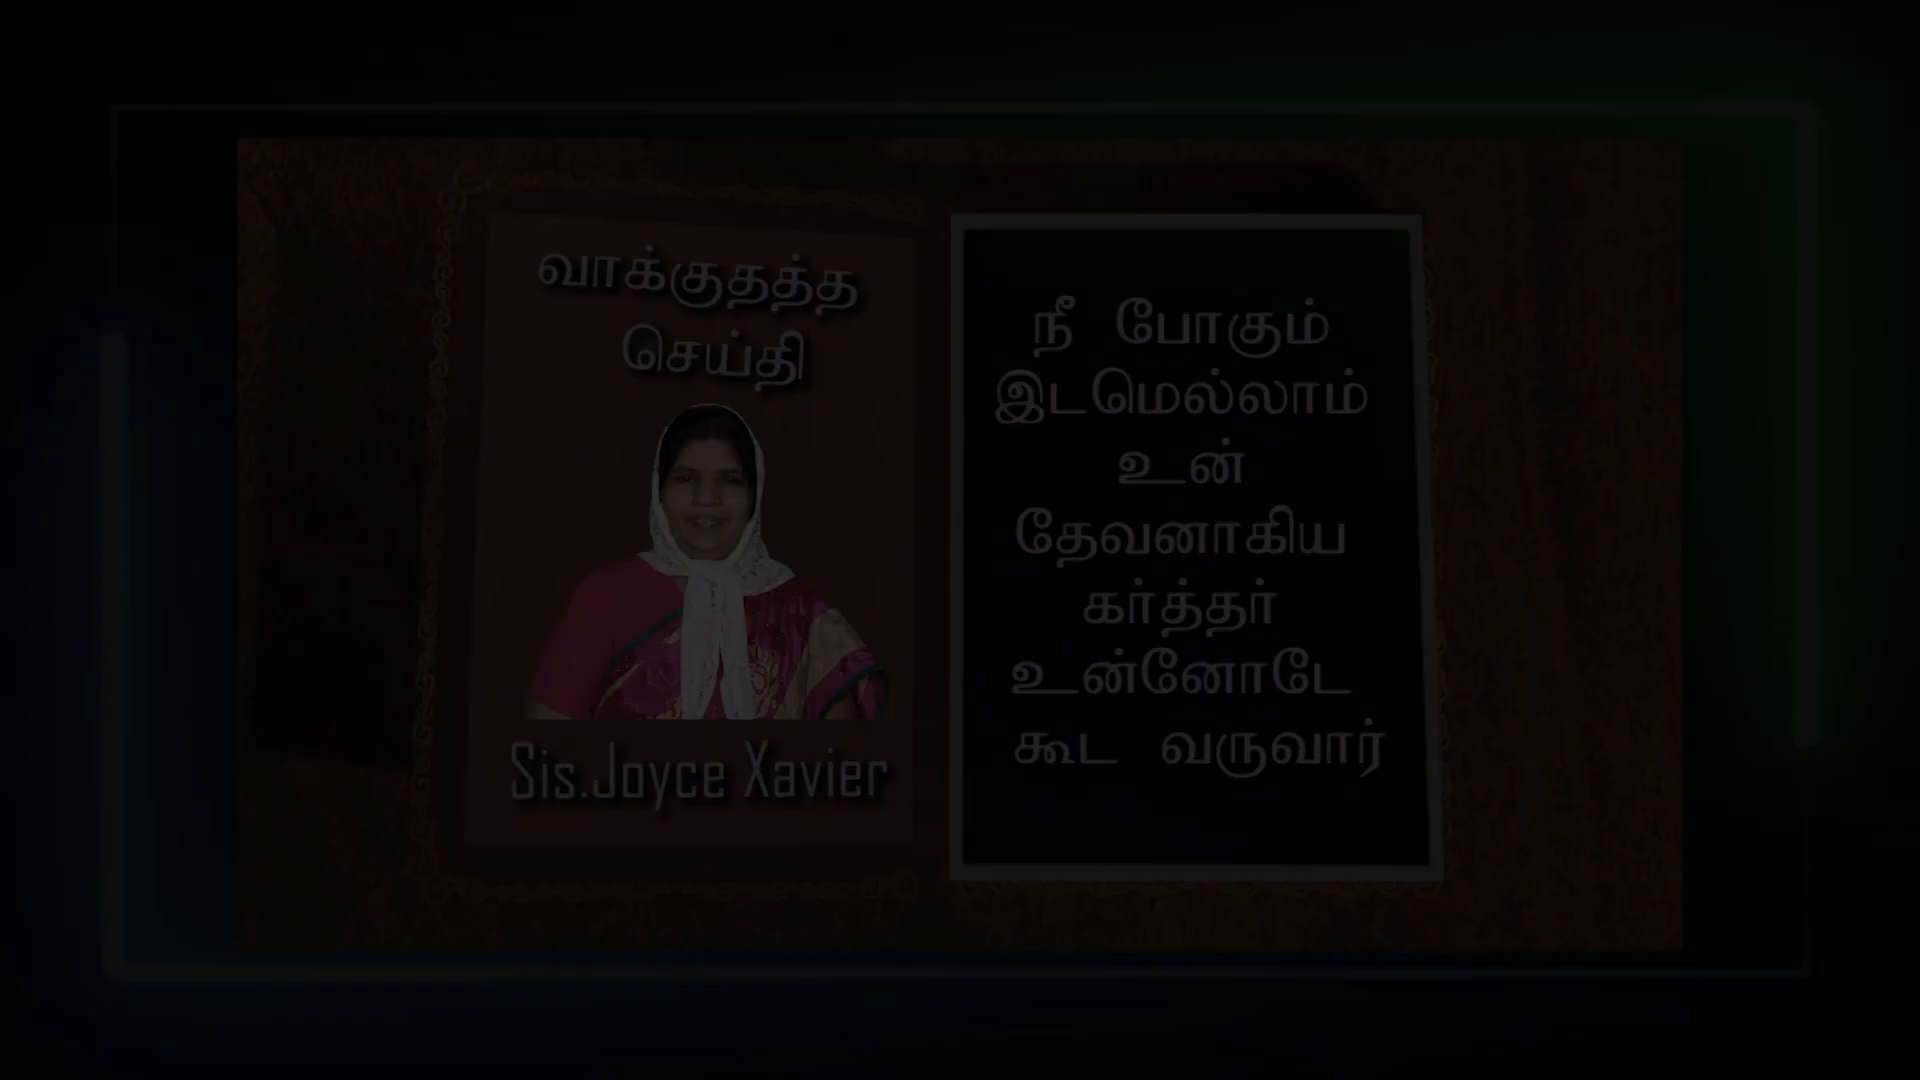 வாக்குதத்த
செய்தி
Sis.Joyce Xavier
நீ போகும்
இடமெல்லாம்
உன்
தேவனாகிய
கர்த்தர்
உன்னோடே
கூட வருவார்